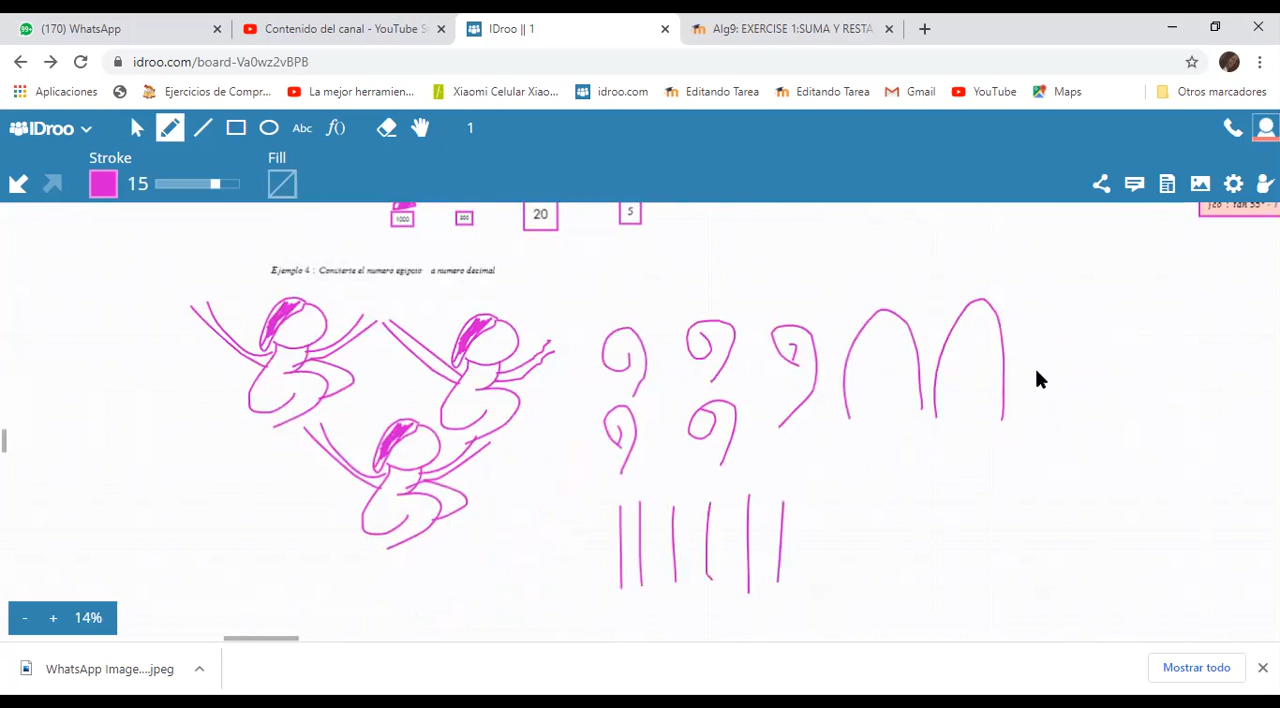 (170) WhatsApp
Contenido del canal - YouTube S
IDroo || 1
Alg9: EXERCISE 1:SUMA Y RESTA
idroo.com/board-Va0wz2vBPB
Aplicaciones
Ejercicios de Compr...
La mejor herramien...
Xiaomi Celular Xiao...
idroo.com
Editando Tarea
Editando Tarea
Gmail
YouTube
Maps
Otros marcadores
IDroo
Abc
f()
1
Stroke
Fill
15
1000
20
5
Ejemplo 4 : Convierte el numero egipcio a numero decimal
14%
WhatsApp Image....jpeg
Mostrar todo